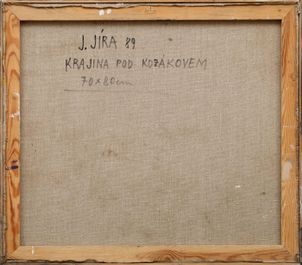 J. JÍRA 89
KRAJINA POD KOZÁKOVEM
70×80cm